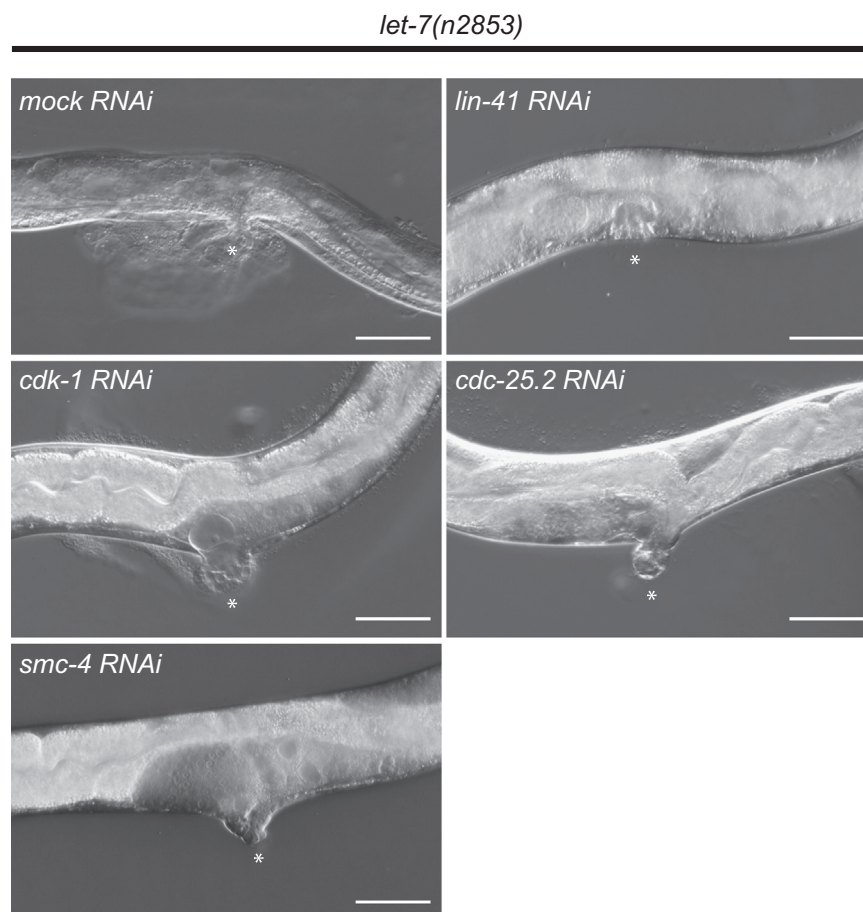 let-7(n2853)
mock RNAi
lin-41 RNAi
*
*
cdk-1 RNAi
cdc-25.2 RNAi
*
*
smc-4 RNAi
*